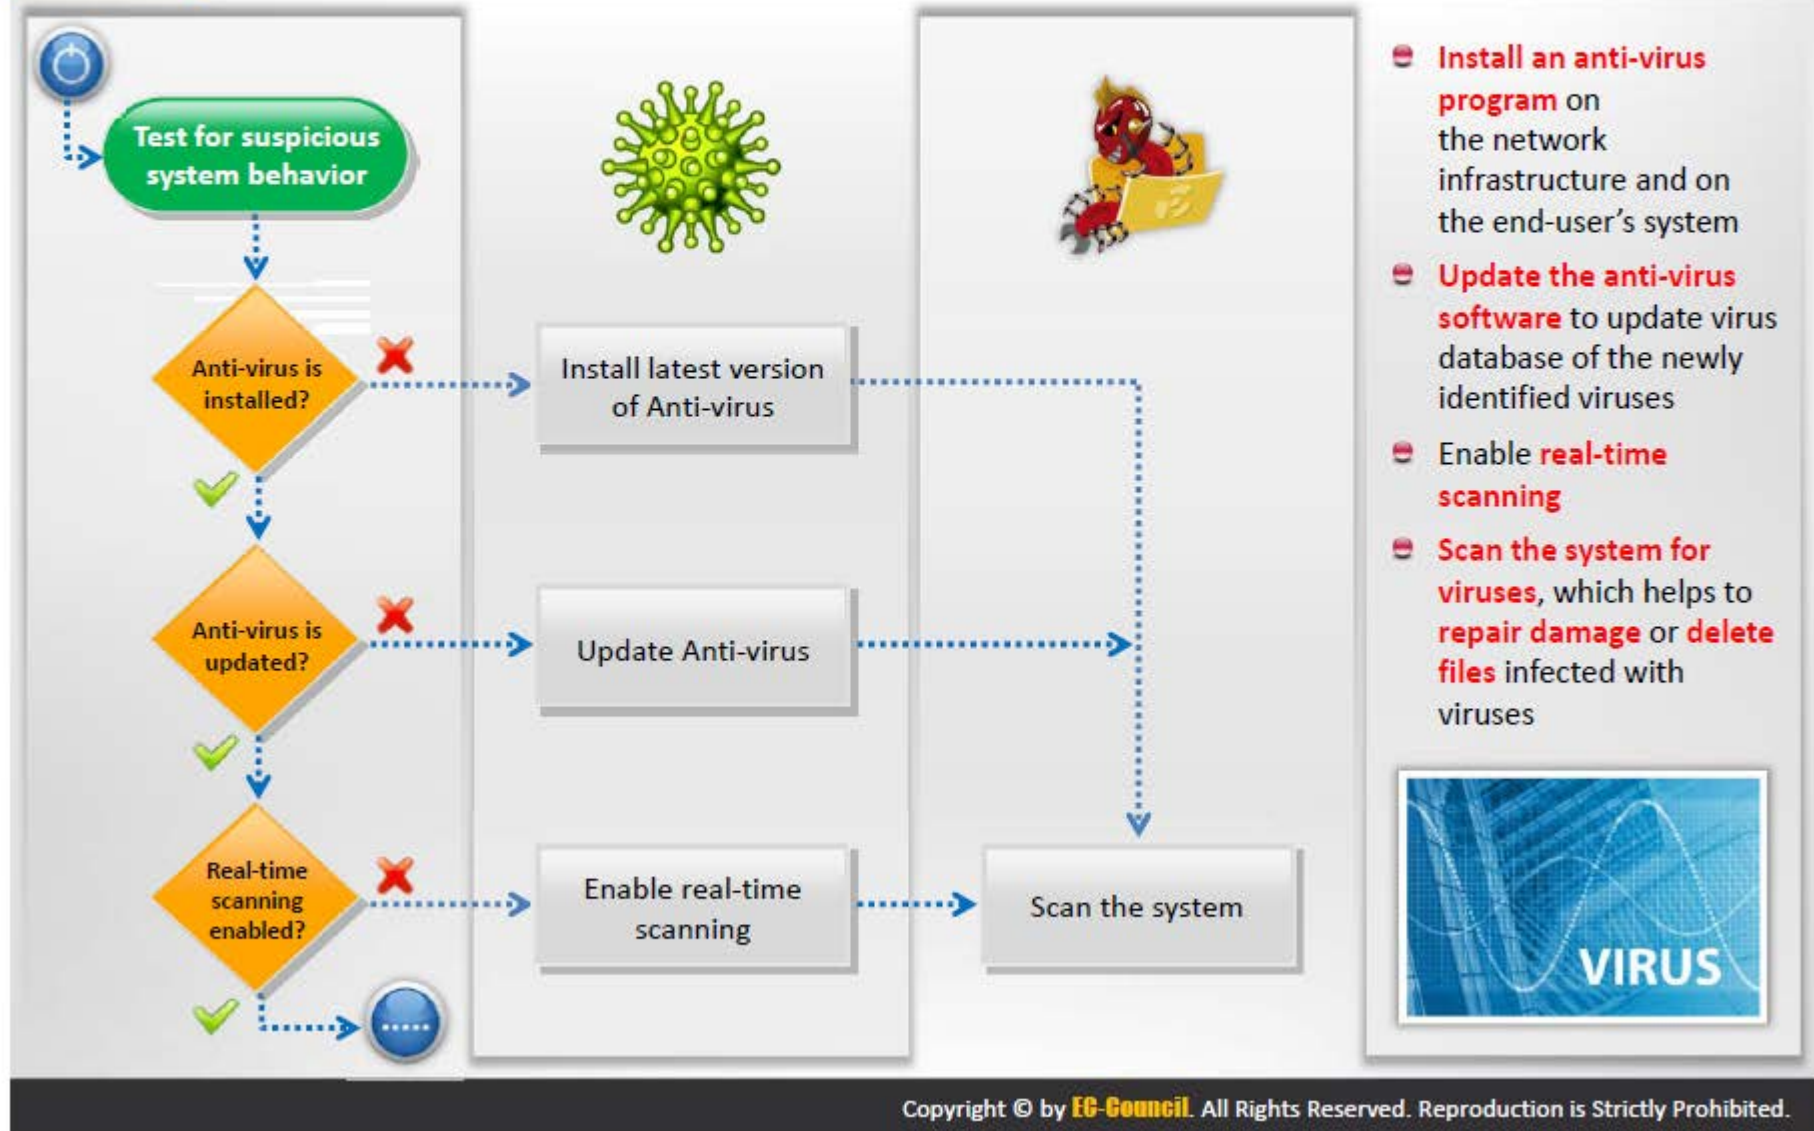 Test for suspicious
system behavior
Anti-virus is
installed?
Install latest version
of Anti-virus
Anti-virus is
updated?
Update Anti-virus
Real-time
scanning
enabled?
Enable real-time
scanning
Scan the system
Install an anti-virus
program on
the network
infrastructure and on
the end-user's system
Update the anti-virus
software to update virus
database of the newly
identified viruses
Enable real-time
scanning
Scan the system for
viruses, which helps to
repair damage or delete
files infected with
viruses
VIRUS
Copyright © by EC-Council. All Rights Reserved. Reproduction is Strictly Prohibited.